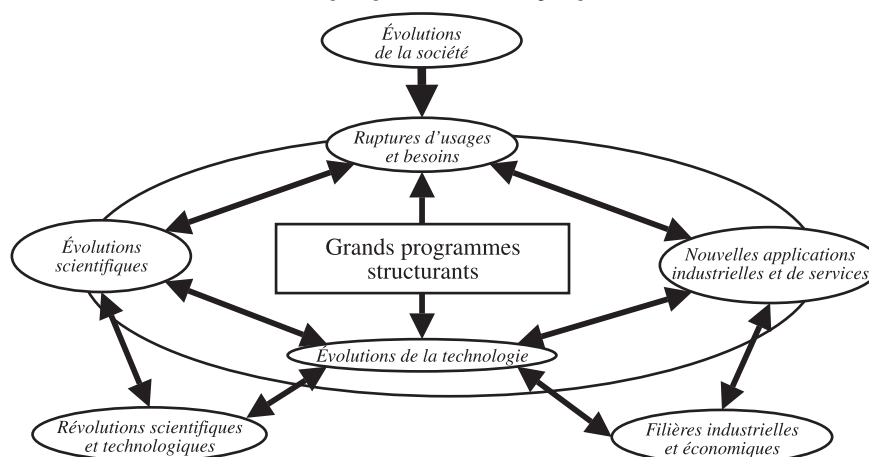 Évolutions
de la société
Ruptures d'usages
et besoins
Évolutions
scientifiques
Grands programmes
structurants
Nouvelles applications
industrielles et de services
Évolutions de la technologie
Révolutions scientifiques
et technologiques
Filières industrielles
et économiques